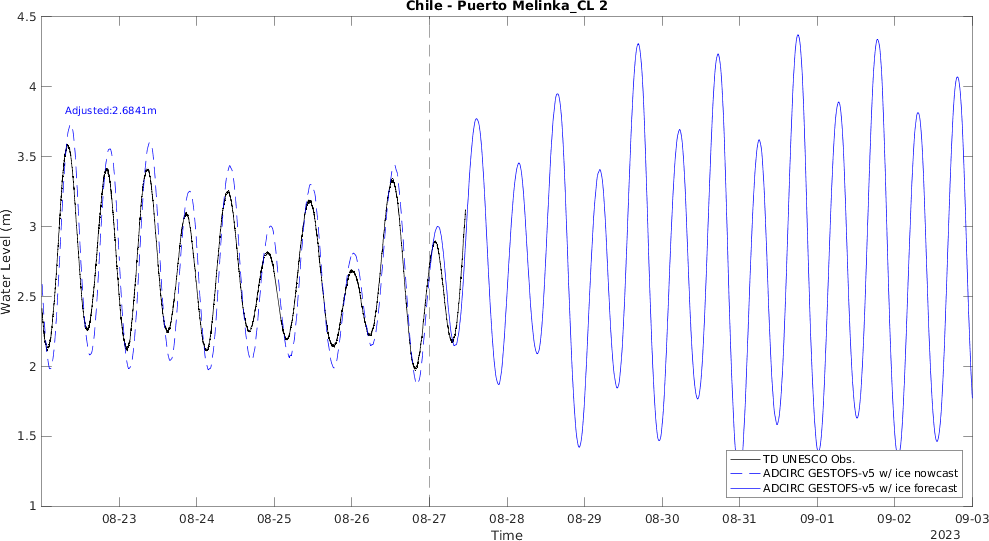 Chile - Puerto Melinka_CL 2
Water Level (m)
4.5
4
3.5
3
2.5
2
1.5
1
Adjusted:2.6841m
TD UNESCO Obs.
ADCIRC GESTOFS-v5 w/ ice nowcast
ADCIRC GESTOFS-v5 w/ ice forecast
08-23 08-24 08-25 08-26 08-27 08-28 08-29 08-30 08-31 09-01 09-02 09-03
Time
2023